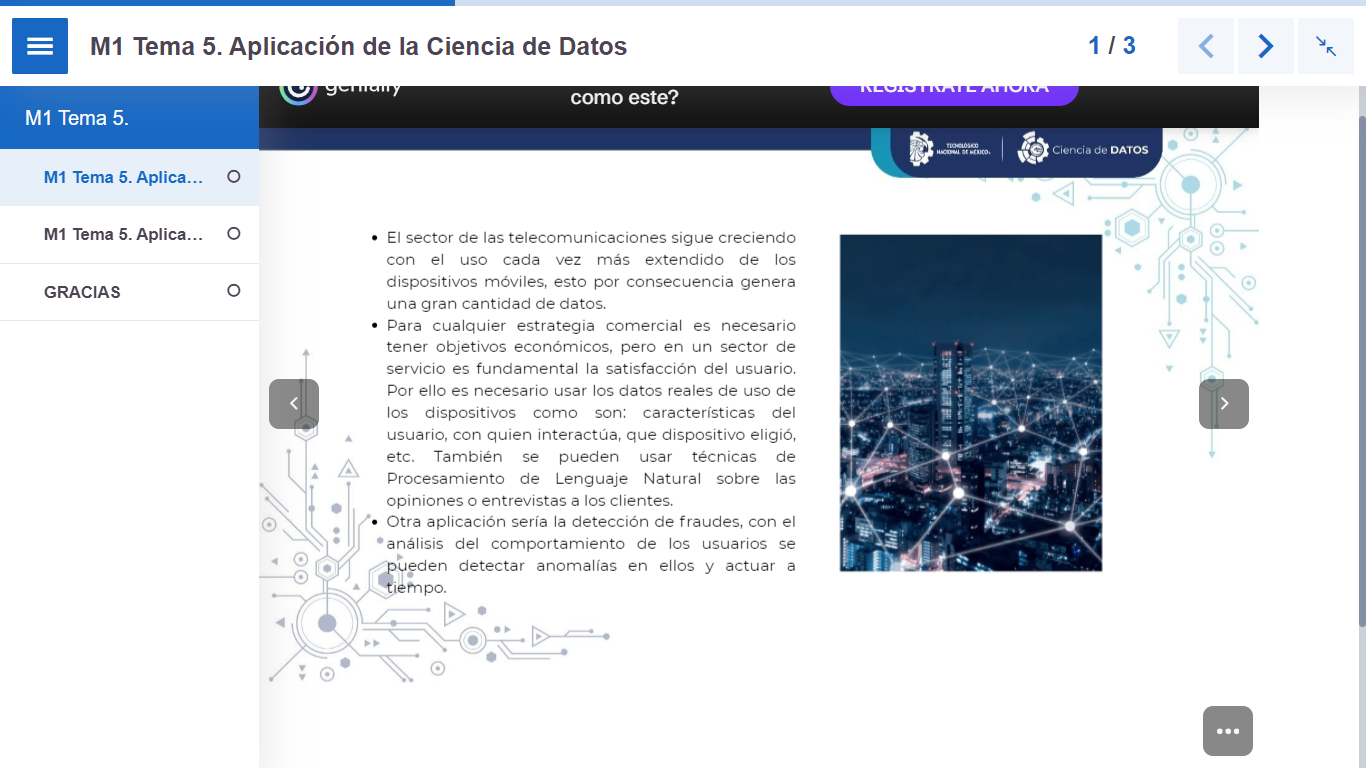 M1 Tema 5. Aplicación de la Ciencia de Datos
1 / 3
M1 Tema 5.
M1 Tema 5. Aplica...
M1 Tema 5. Aplica...
GRACIAS
genially
como este?
REGÍSTRATE AHORA
TECNOLÓGICO
NACIONAL DE MÉXICO
Ciencia de DATOS
• El sector de las telecomunicaciones sigue creciendo
con el uso cada vez más extendido de los
dispositivos móviles, esto por consecuencia genera
una gran cantidad de datos.
• Para cualquier estrategia comercial es necesario
tener objetivos económicos, pero en un sector de
servicio es fundamental la satisfacción del usuario.
Por ello es necesario usar los datos reales de uso de
los dispositivos como son: características del
usuario, con quien interactúa, que dispositivo eligió,
etc. También se pueden usar técnicas de
Procesamiento de Lenguaje Natural sobre las
opiniones o entrevistas a los clientes.
• Otra aplicación sería la detección de fraudes, con el
análisis del comportamiento de los usuarios se
pueden detectar anomalías en ellos y actuar a
tiempo.